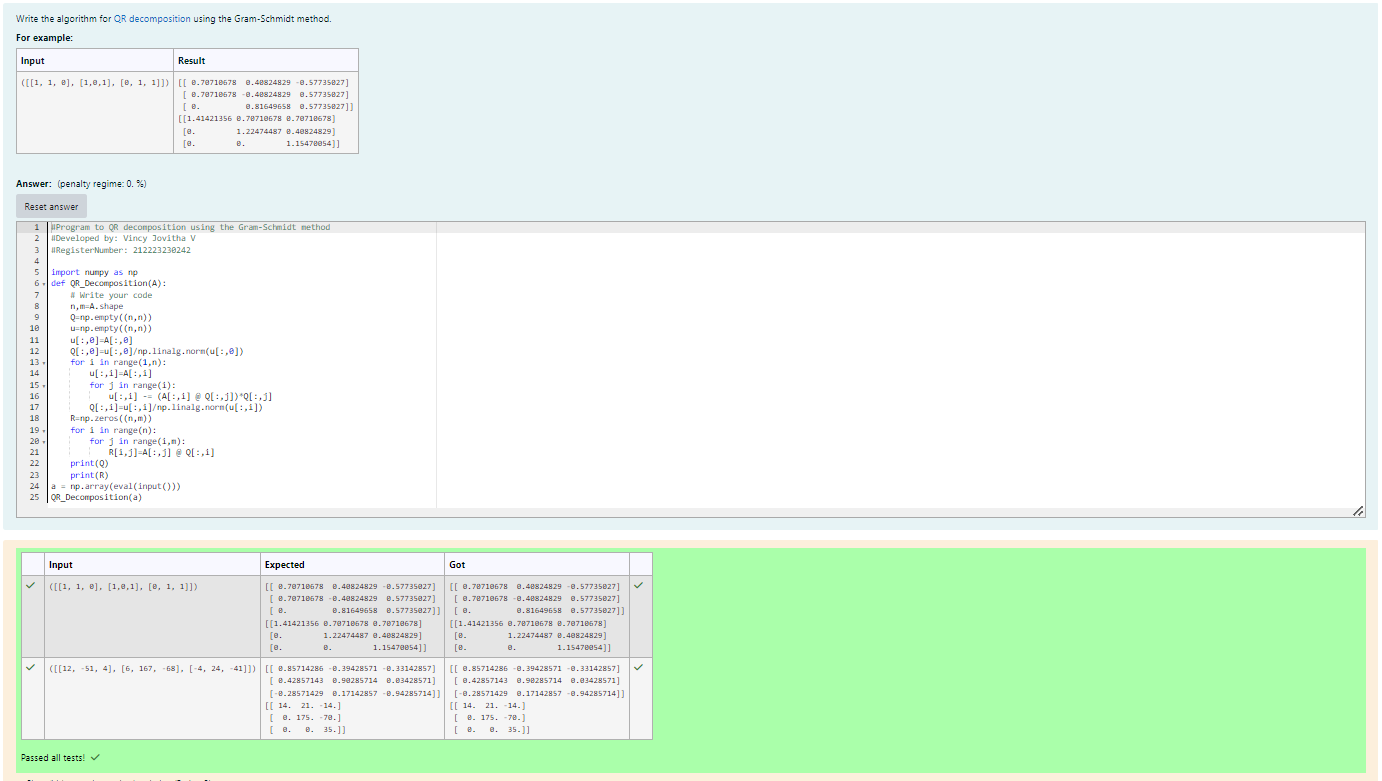 Write the algorithm for QR decomposition using the Gram-Schmidt method.
For example:
Input Result
([[1, 1, 0], [1,0,1], [0, 1, 1]]) [[ 0.70710678 0.40824829 -0.57735027]
[ 0.70710678 -0.40824829 0.57735027]
[ 0. 0.81649658 0.57735027]]
[[1.41421356 0.70710678 0.70710678]
[0. 1.22474487 0.40824829]
[0. 0. 1.15470054]]
Answer: (penalty regime: 0. %)
Reset answer
1 #Program to QR decomposition using the Gram-Schmidt method
2 #Developed by: Vincy Jovitha V
3 #RegisterNumber: 212223230242
4
5 import numpy as np
6 def QR_Decomposition(A):
7 # Write your code
8 n,m=A.shape
9 Q=np.empty((n,n))
10 u=np.empty((n,n))
11 u[:,0]=A[:,0]
12 Q[:,0]=u[:,0]/np.linalg.norm(u[:,0])
13 for i in range(1,n):
14 u[:,i]=A[:,i]
15 for j in range(i):
16 u[:,i] -= (A[:,i] @ Q[:,j])*Q[:,j]
17 Q[:,i]=u[:,i]/np.linalg.norm(u[:,i])
18 R=np.zeros((n,m))
19 for i in range(n):
20 for j in range(i,m):
21 R[i,j]=A[:,j] @ Q[:,i]
22 print(Q)
23 print(R)
24 a = np.array(eval(input()))
25 QR_Decomposition(a)
Input Expected Got
([[1, 1, 0], [1,0,1], [0, 1, 1]]) [[ 0.70710678 0.40824829 -0.57735027] [[ 0.70710678 0.40824829 -0.57735027]
[ 0.70710678 -0.40824829 0.57735027] [ 0.70710678 -0.40824829 0.57735027]
[ 0. 0.81649658 0.57735027]] [ 0. 0.81649658 0.57735027]]
[[1.41421356 0.70710678 0.70710678] [[1.41421356 0.70710678 0.70710678]
[0. 1.22474487 0.40824829] [0. 1.22474487 0.40824829]
[0. 0. 1.15470054]] [0. 0. 1.15470054]]
([[12, -51, 4], [6, 167, -68], [-4, 24, -41]]) [[ 0.85714286 -0.39428571 -0.33142857] [[ 0.85714286 -0.39428571 -0.33142857]
[ 0.42857143 0.90285714 0.03428571] [ 0.42857143 0.90285714 0.03428571]
[-0.28571429 0.17142857 -0.94285714]] [-0.28571429 0.17142857 -0.94285714]]
[[ 14. 21. -14.] [[ 14. 21. -14.]
[ 0. 175. -70.] [ 0. 175. -70.]
[ 0. 0. 35.]] [ 0. 0. 35.]]
Passed all tests!